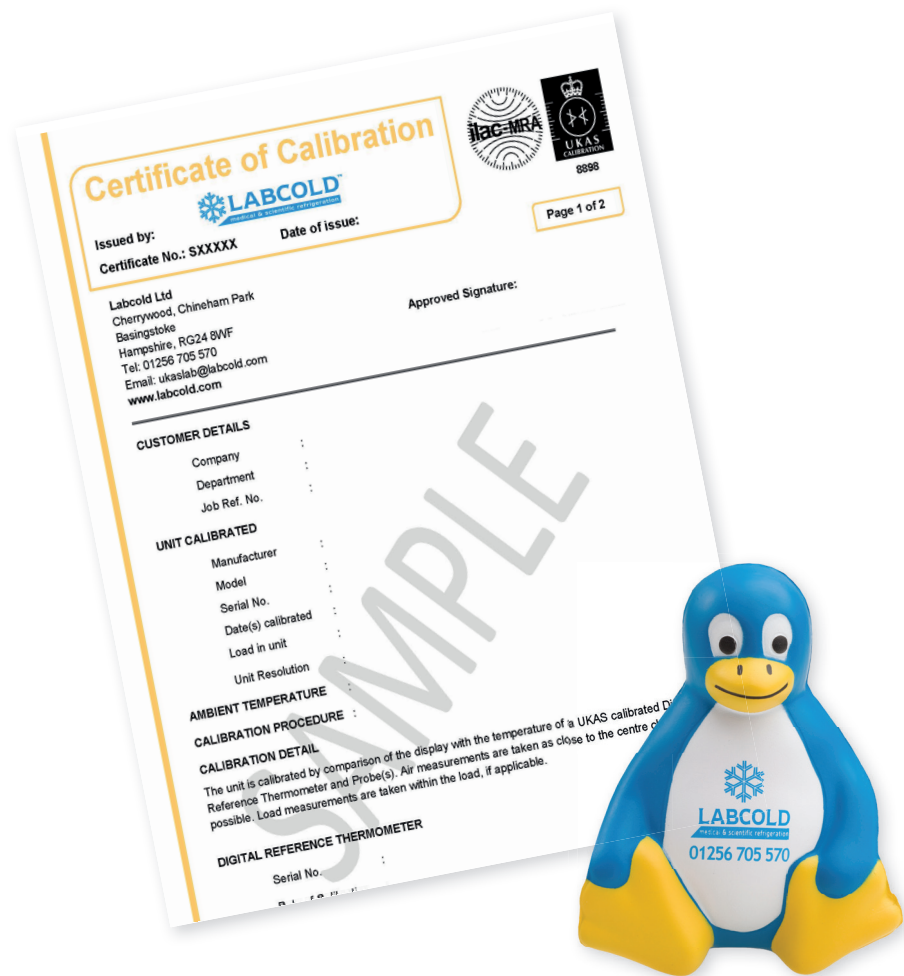 Certificate of Calibration
LABCOLD™
medical & scientific refrigeration
Issued by:
Date of issue:
Certificate No.: SXXXXX
ilac-MRA
UKAS
CALIBRATION
8898
Page 1 of 2
Labcold Ltd
Cherrywood, Chineham Park
Basingstoke
Hampshire, RG24 8WF
Tel: 01256 705 570
Email: ukaslab@labcold.com
www.labcold.com
Approved Signature:
CUSTOMER DETAILS
Company :
Department :
Job Ref. No. :
UNIT CALIBRATED
Manufacturer :
Model :
Serial No. :
Date(s) calibrated :
Load in unit :
Unit Resolution :
AMBIENT TEMPERATURE :
CALIBRATION PROCEDURE :
CALIBRATION DETAIL
The unit is calibrated by comparison of the display with the temperature of a UKAS calibrated
Reference Thermometer and Probe(s). Air measurements are taken as close to the centre
possible. Load measurements are taken within the load, if applicable.
DIGITAL REFERENCE THERMOMETER
Serial No. :
SAMPLE
LABCOLD
medical & scientific refrigeration
01256 705 570